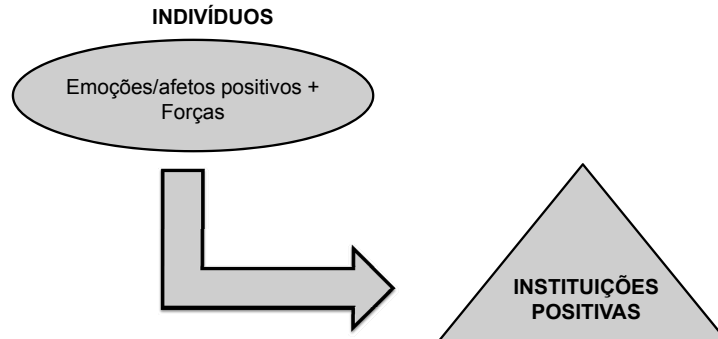 INDIVÍDUOS
Emoções/afetos positivos +
Forças
INSTITUIÇÕES
POSITIVAS